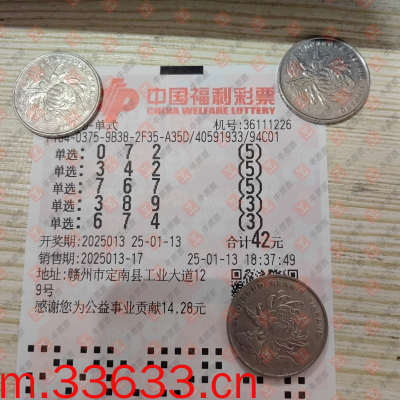 中国福利彩票
CHINA WELFARE LOTTERY
单式 机号:36111226
0375-9B38-2F35-A35D/40591933/94C01
单选: 0 7 2 (5)
单选: 3 4 2 (5)
单选: 7 6 7 (5)
单选: 3 8 9 (3)
单选: 6 7 4 (3)
开奖期:2025013 25-01-13 合计42元
销售期:2025013-17 25-01-13 18:37:49
地址:赣州市定南县工业大道12
9号
感谢您为公益事业贡献14.28元
m.33633.cn